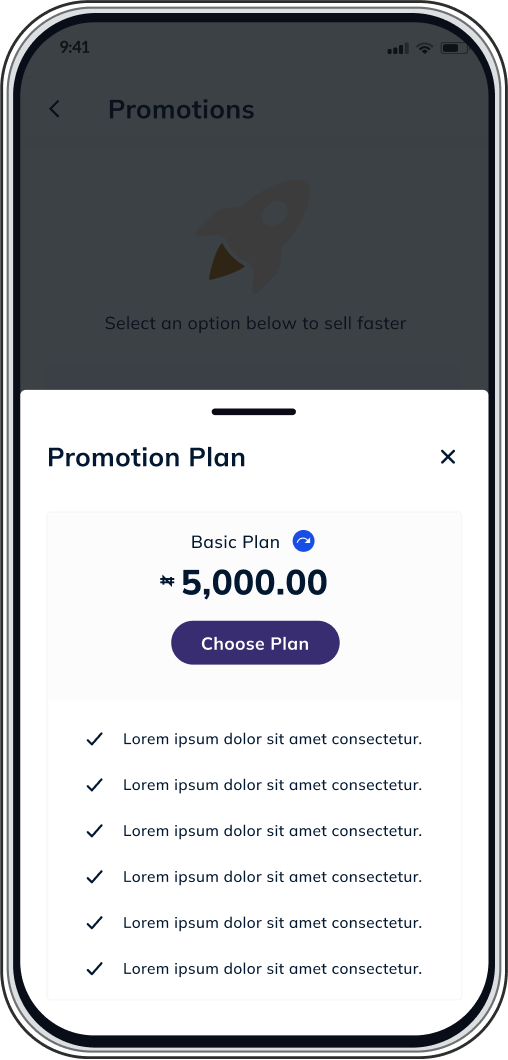 9:41
Promotions
Select an option below to sell faster
Promotion Plan
Basic Plan
₦ 5,000.00
Choose Plan
Lorem ipsum dolor sit amet consectetur.
Lorem ipsum dolor sit amet consectetur.
Lorem ipsum dolor sit amet consectetur.
Lorem ipsum dolor sit amet consectetur.
Lorem ipsum dolor sit amet consectetur.
Lorem ipsum dolor sit amet consectetur.